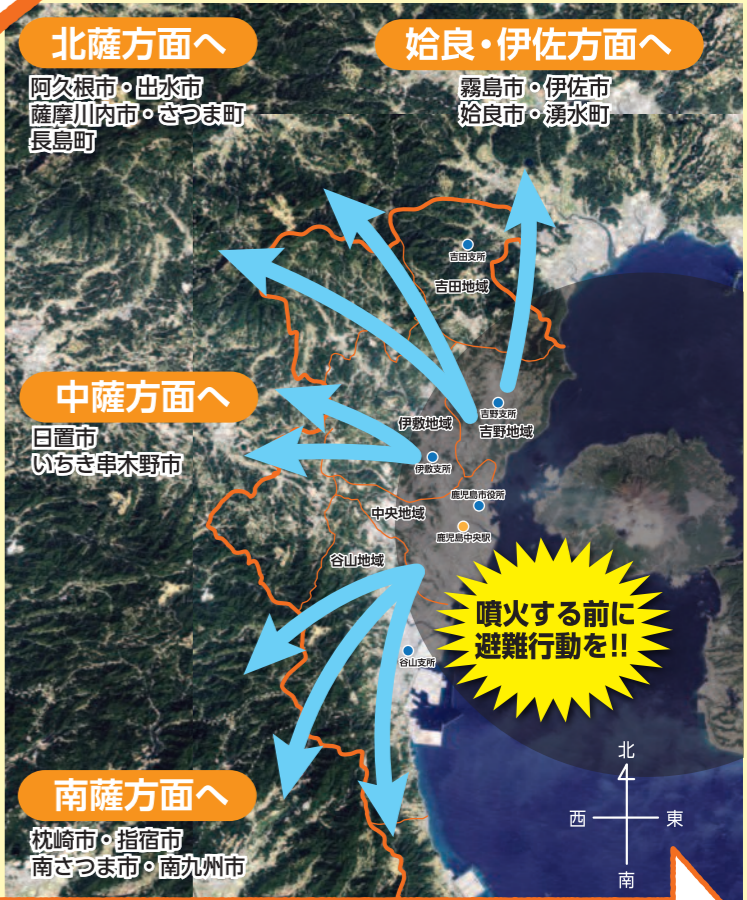 北薩方面へ
阿久根市・出水市
薩摩川内市・さつま町
長島町
姶良・伊佐方面へ
霧島市・伊佐市
姶良市・湧水町
吉田支所
吉田地域
中薩方面へ
日置市
いちき串木野市
吉野支所
伊敷地域
吉野地域
伊敷支所
鹿児島市役所
中央地域
鹿児島中央駅
谷山地域
噴火する前に
避難行動を!!
谷山支所
南薩方面へ
枕崎市・指宿市
南さつま市・南九州市
北
西
東
南